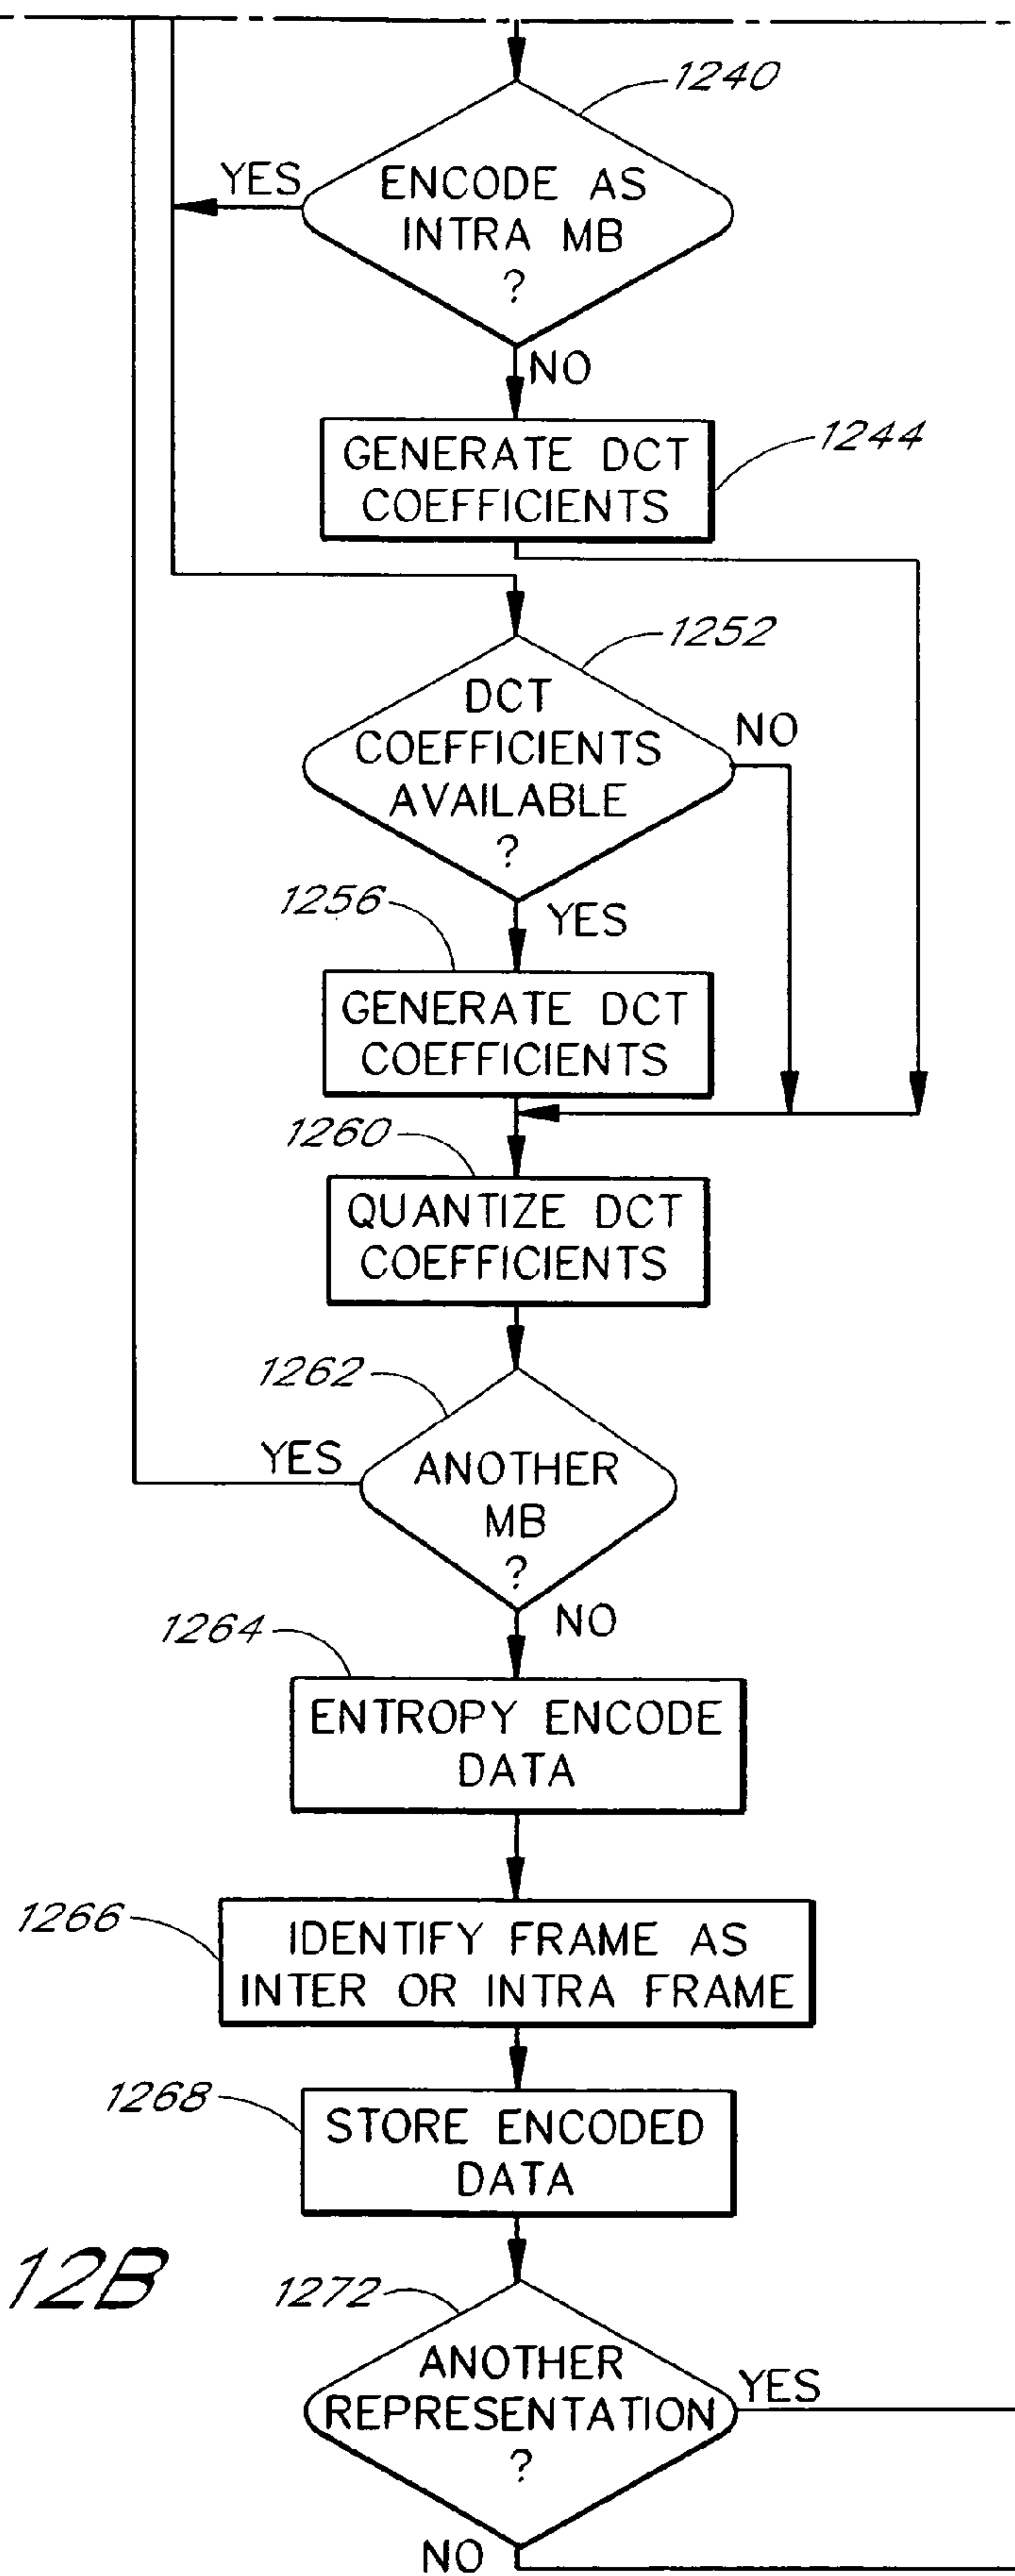 1240
YES
ENCODE AS
INTRA MB
?
NO
GENERATE DCT
COEFFICIENTS
1244
1252
DCT
COEFFICIENTS
AVAILABLE
?
NO
YES
1256
GENERATE DCT
COEFFICIENTS
1260
QUANTIZE DCT
COEFFICIENTS
1262
YES
ANOTHER
MB
?
NO
1264
ENTROPY ENCODE
DATA
1266
IDENTIFY FRAME AS
INTER OR INTRA FRAME
1268
STORE ENCODED
DATA
12B
1272
ANOTHER
REPRESENTATION
?
YES
NO